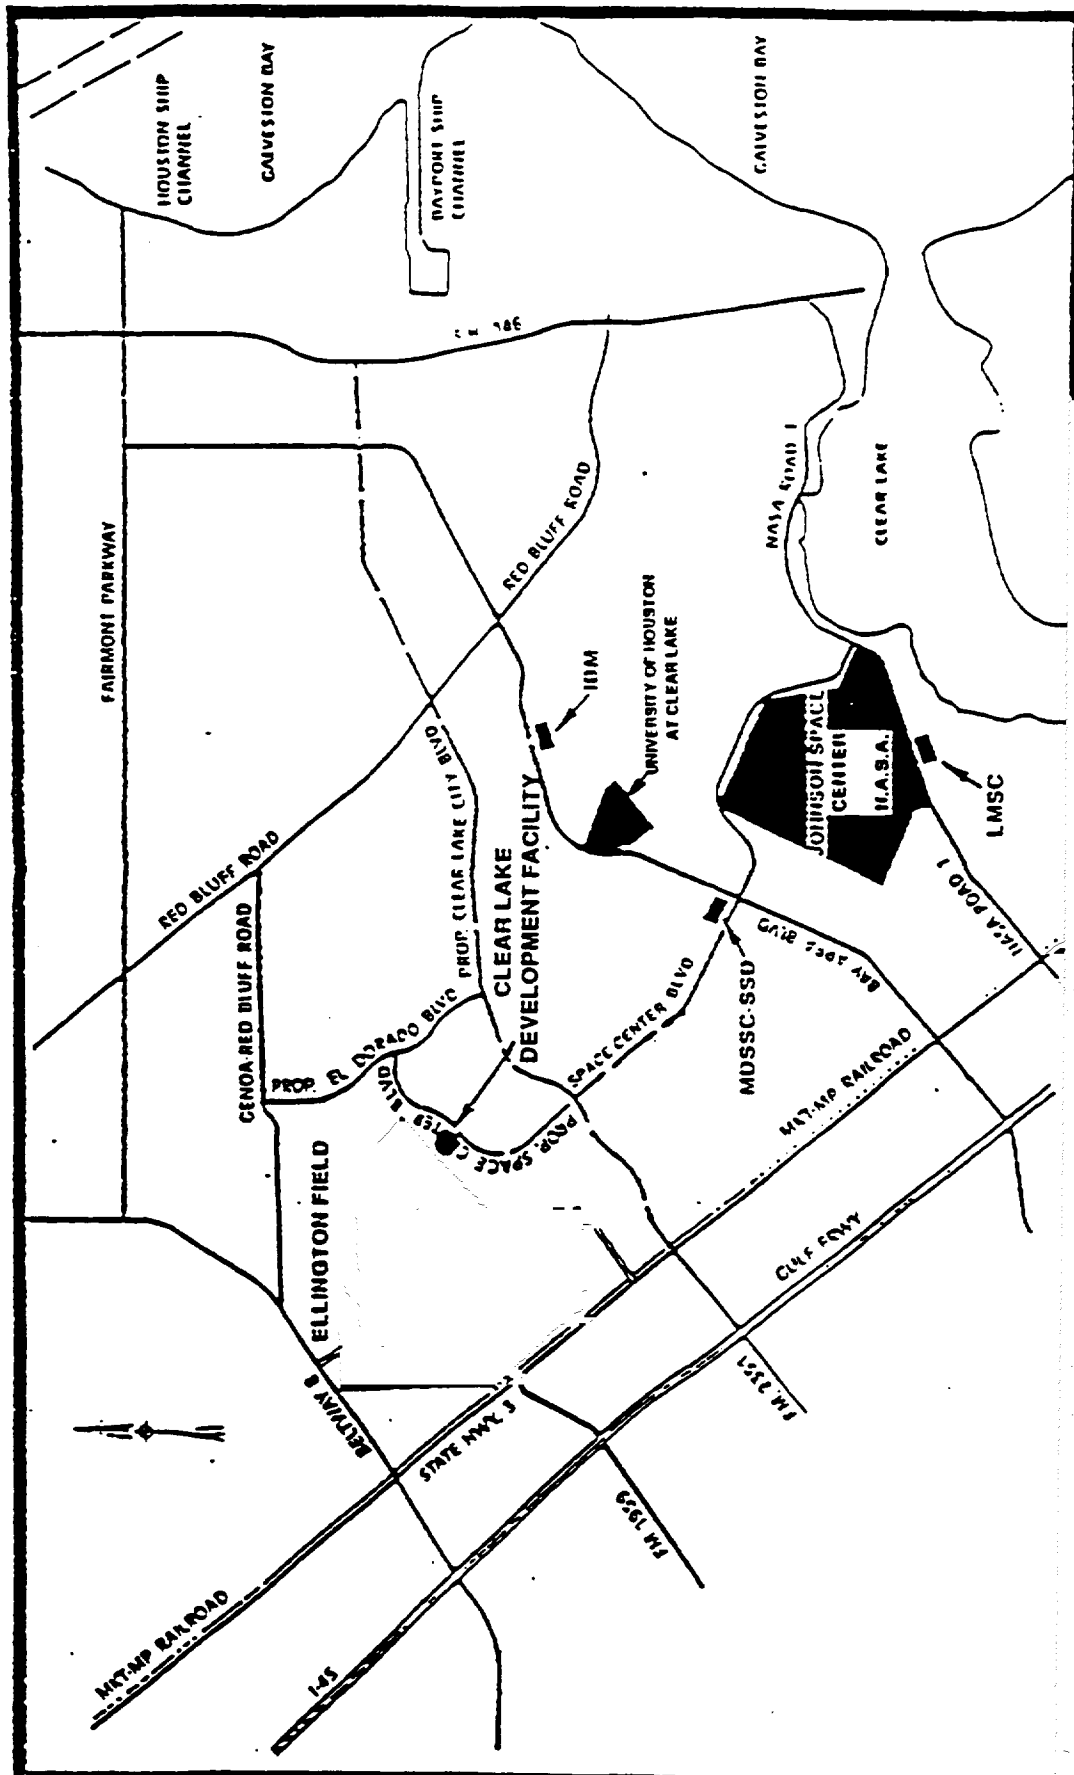 HOUSTON SHIP
CHANNEL
GALVESTON BAY
BAYPORT SHIP
CHANNEL
GALVESTON BAY
FAIRMONT PARKWAY
RED BLUFF ROAD
NASA ROAD 1
CLEAR LAKE
IBM
UNIVERSITY OF HOUSTON
AT CLEAR LAKE
JOHNSON SPACE
CENTER
N.A.S.A.
LMSC
RED BLUFF ROAD
PROP. CLEAR LAKE CITY BLVD
CLEAR LAKE
DEVELOPMENT FACILITY
GENOA-RED BLUFF ROAD
PROP. EL DORADO BLVD
PROP. SPACE CENTER BLVD
SPACE CENTER BLVD
MDSSC-SSD
BAY AREA BLVD
NASA ROAD 1
MKT-MP RAILROAD
ELLINGTON FIELD
BELTWAY 8
STATE HWY. 3
GULF FRWY
FM. 2351
FM 1959
MKT-MP RAILROAD
I-45